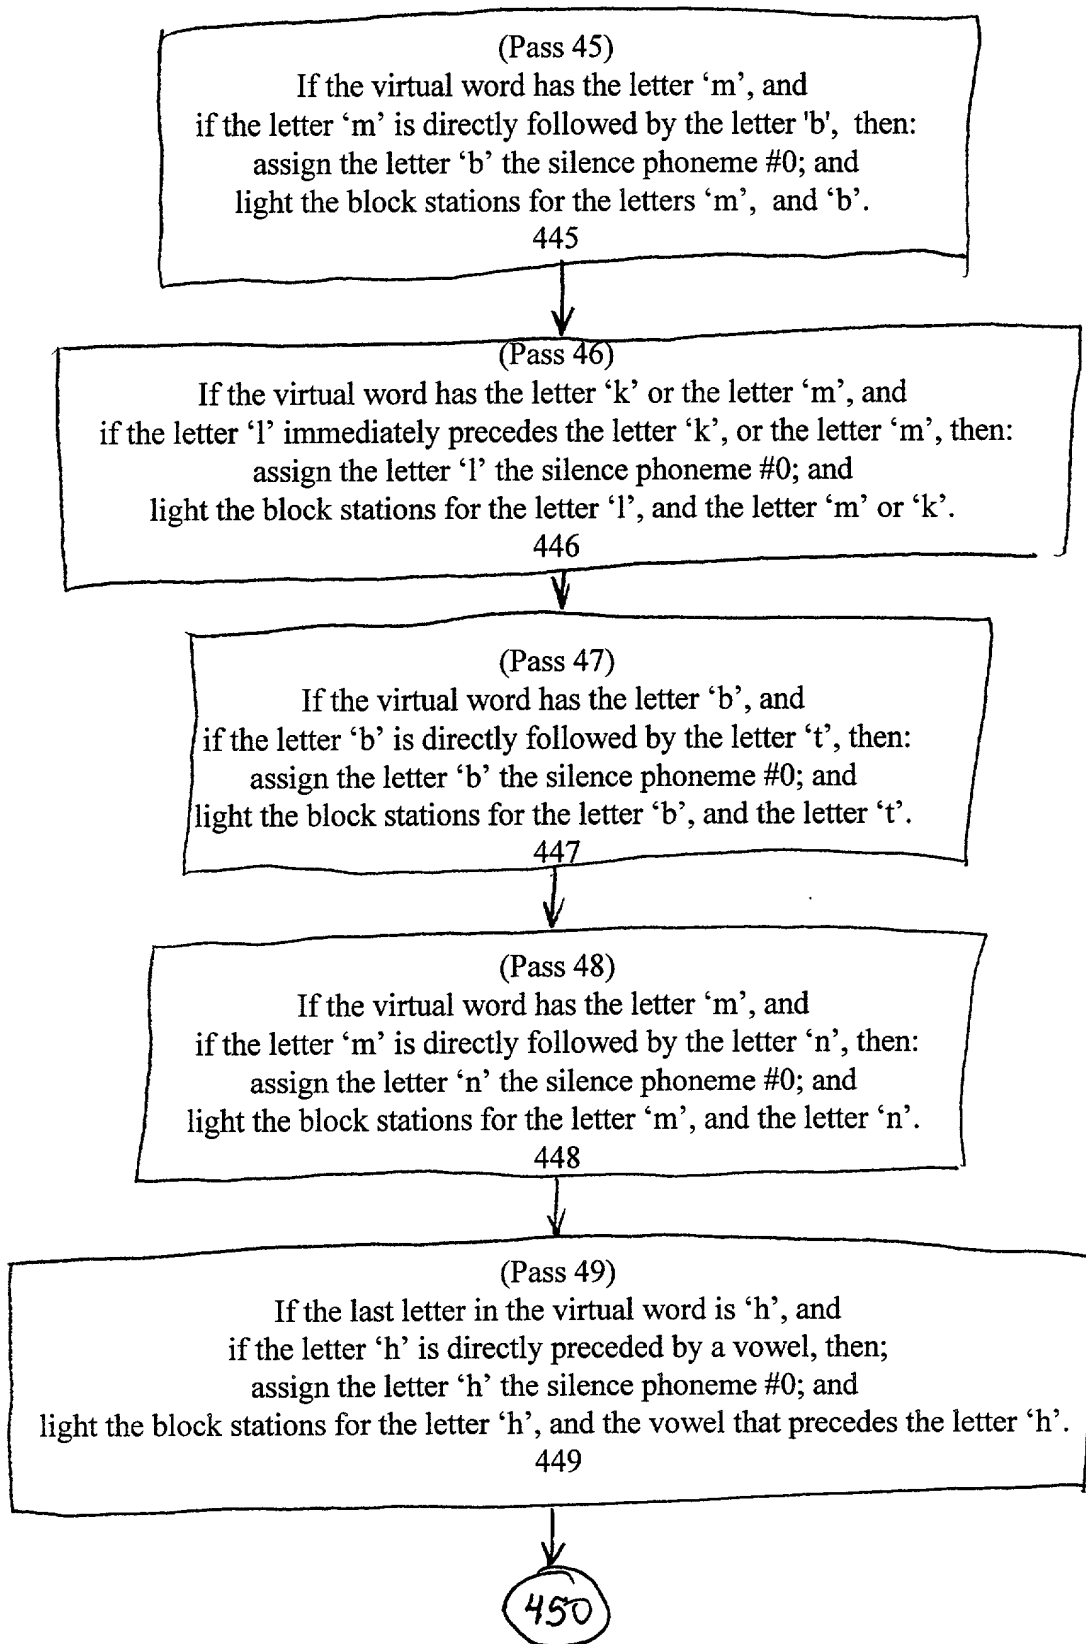 (Pass 45)
If the virtual word has the letter ‘m’, and
if the letter ‘m’ is directly followed by the letter 'b', then:
assign the letter ‘b’ the silence phoneme #0; and
light the block stations for the letters ‘m’, and ‘b’.
445
(Pass 46)
If the virtual word has the letter ‘k’ or the letter ‘m’, and
if the letter ‘l’ immediately precedes the letter ‘k’, or the letter ‘m’, then:
assign the letter ‘l’ the silence phoneme #0; and
light the block stations for the letter ‘l’, and the letter ‘m’ or ‘k’.
446
(Pass 47)
If the virtual word has the letter ‘b’, and
if the letter ‘b’ is directly followed by the letter ‘t’, then:
assign the letter ‘b’ the silence phoneme #0; and
light the block stations for the letter ‘b’, and the letter ‘t’.
447
(Pass 48)
If the virtual word has the letter ‘m’, and
if the letter ‘m’ is directly followed by the letter ‘n’, then:
assign the letter ‘n’ the silence phoneme #0; and
light the block stations for the letter ‘m’, and the letter ‘n’.
448
(Pass 49)
If the last letter in the virtual word is ‘h’, and
if the letter ‘h’ is directly preceded by a vowel, then;
assign the letter ‘h’ the silence phoneme #0; and
light the block stations for the letter ‘h’, and the vowel that precedes the letter ‘h’.
449
450